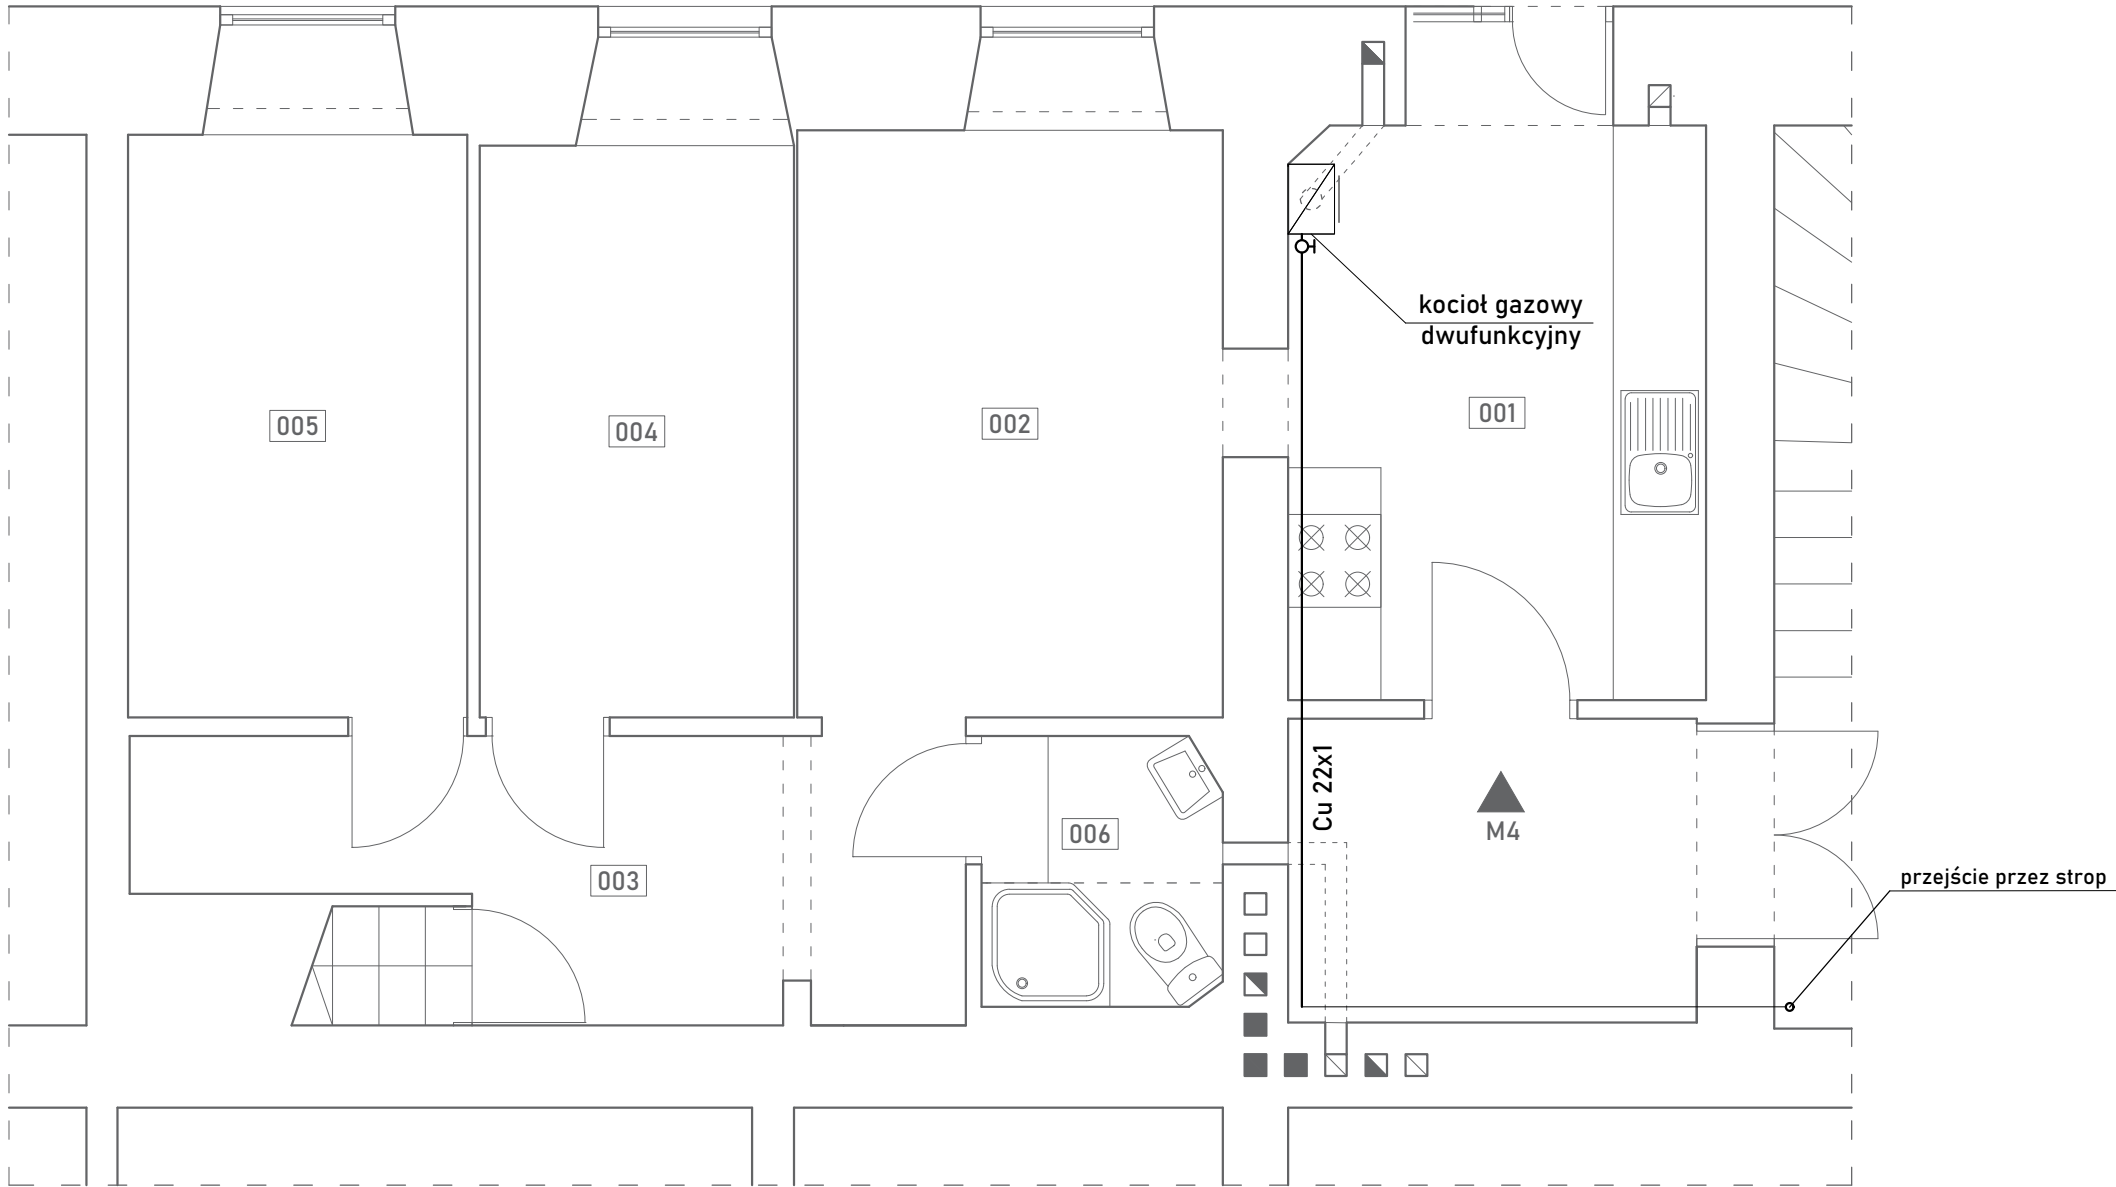 kocioł gazowy
dwufunkcyjny
005
004
002
001
Cu 22x1
M4
006
003
przejście przez strop